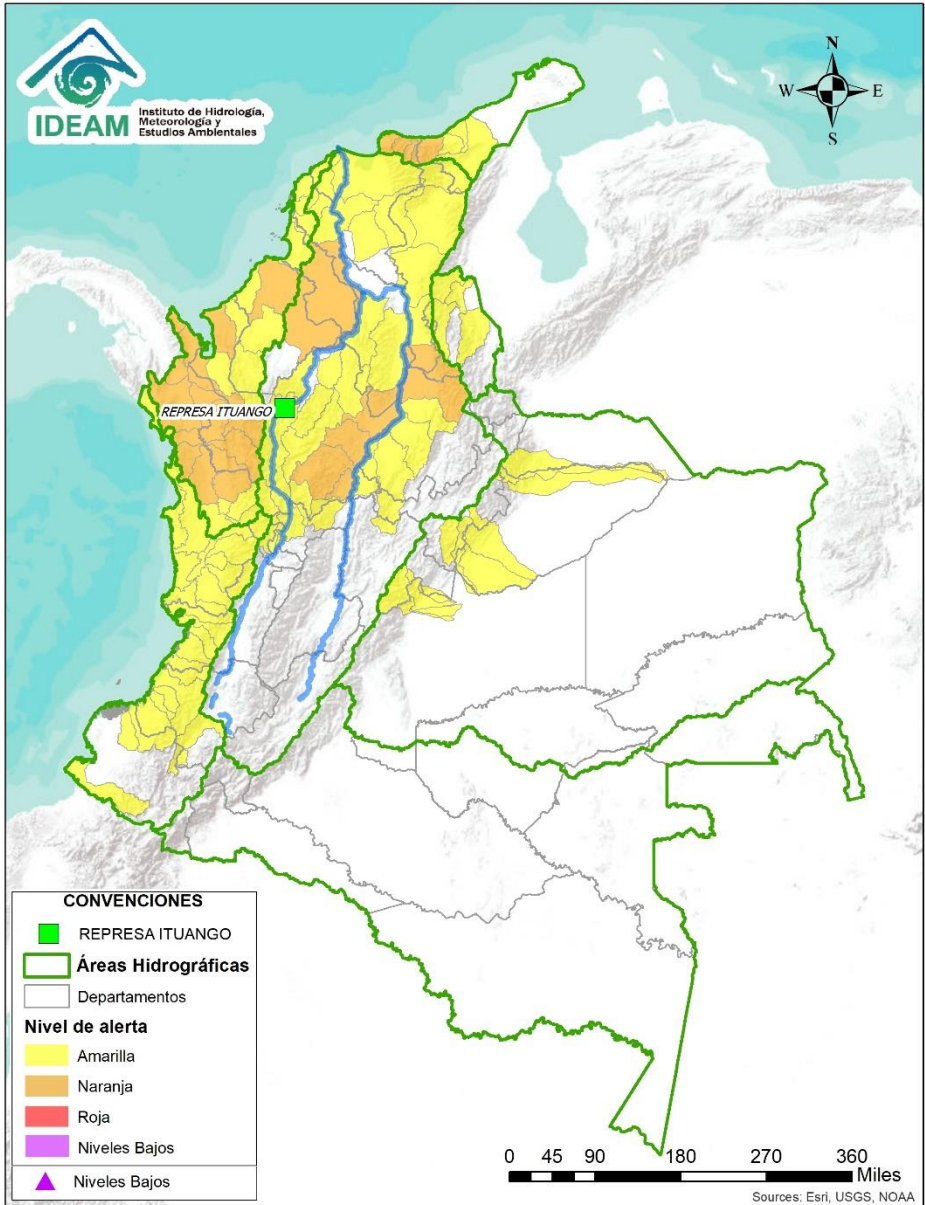 IDEAM
Instituto de Hidrología,
Meteorología y
Estudios Ambientales
N
W
E
S
REPRESA ITUANGO
CONVENCIONES
REPRESA ITUANGO
Áreas Hidrográficas
Departamentos
Nivel de alerta
Amarilla
Naranja
Roja
Niveles Bajos
Niveles Bajos
0 45 90 180 270 360
Miles
Sources: Esri, USGS, NOAA